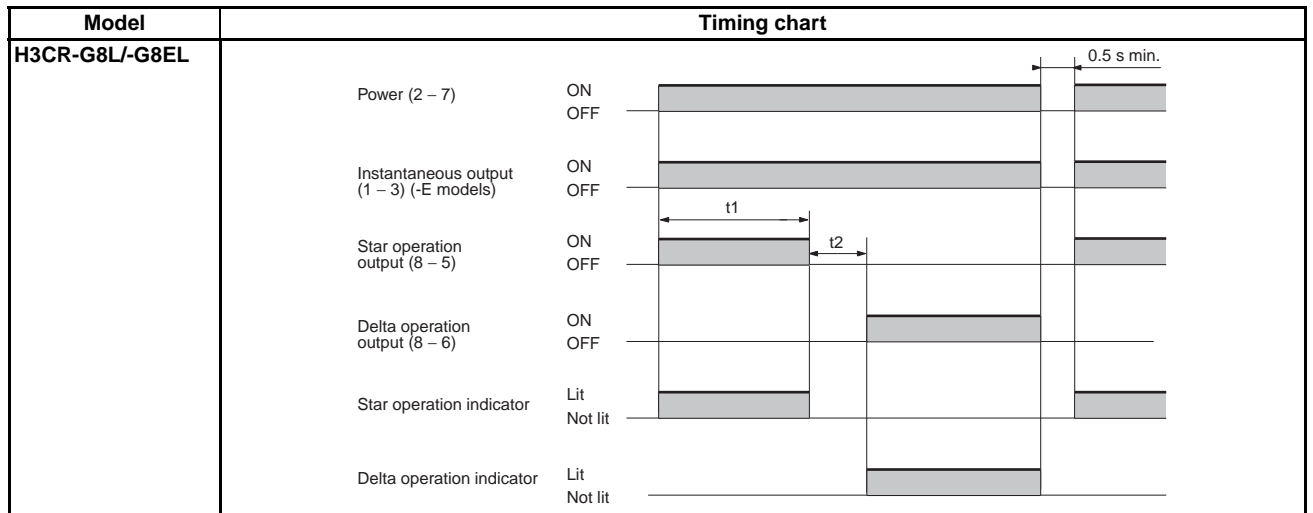 Model Timing chart
H3CR-G8L/-G8EL
0.5 s min.
Power (2 – 7) ON
OFF
Instantaneous output
(1 – 3) (-E models) ON
OFF
t1
Star operation
output (8 – 5) ON
OFF
t2
Delta operation
output (8 – 6) ON
OFF
Star operation indicator Lit
Not lit
Delta operation indicator Lit
Not lit